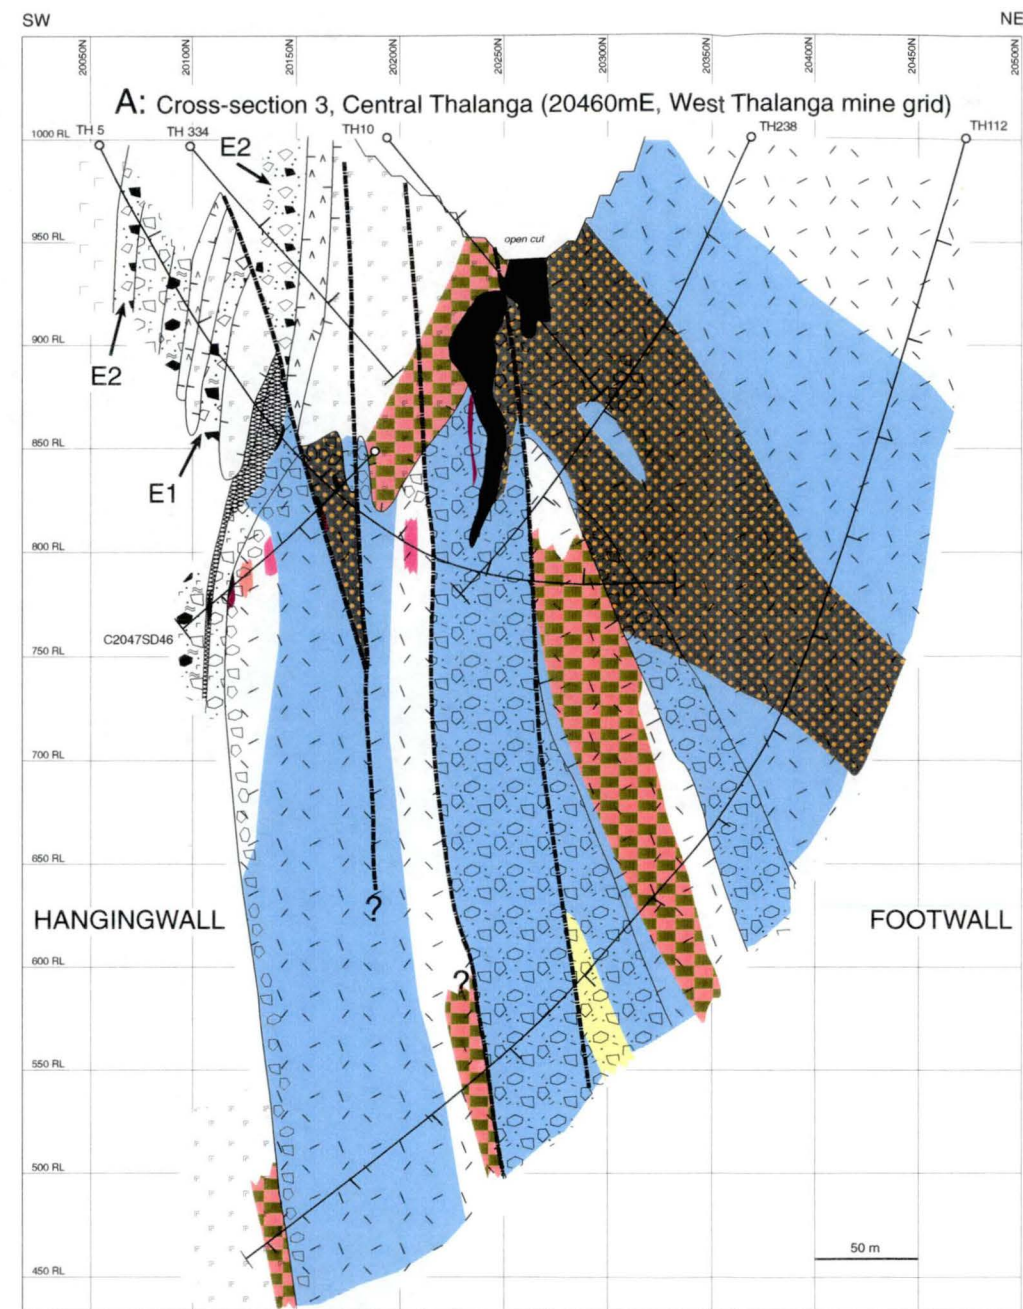 SW
NE
20050N
20100N
20150N
20200N
20250N
20300N
20350N
20400N
20450N
20500N
A: Cross-section 3, Central Thalanga (20460mE, West Thalanga mine grid)
1000 RL
TH 5
TH 334
E2
TH10
TH238
TH112
950 RL
open cut
E2
900 RL
850 RL
E1
800 RL
C2047SD46
750 RL
700 RL
650 RL
?
HANGINGWALL
FOOTWALL
600 RL
?
550 RL
500 RL
50 m
450 RL